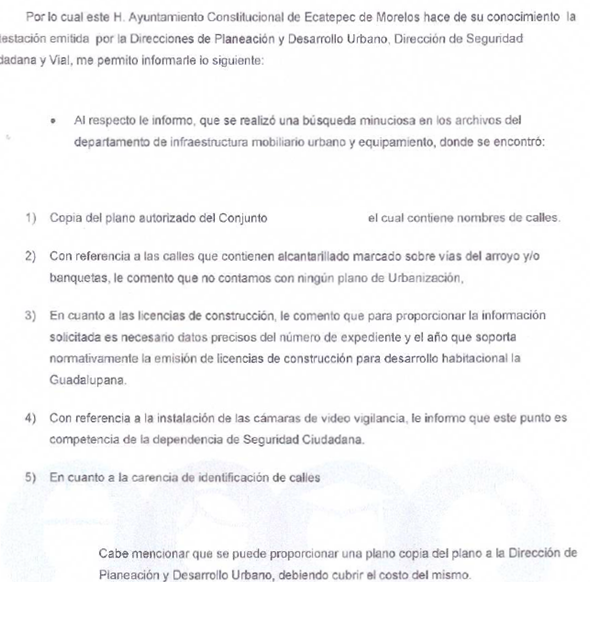 Por lo cual este H. Ayuntamiento Constitucional de Ecatepec de Morelos hace de su conocimiento la
testación emitida por la Direcciones de Planeación y Desarrollo Urbano, Dirección de Seguridad
dadana y Vial, me permito informarle lo siguiente:
• Al respecto le informo, que se realizó una búsqueda minuciosa en los archivos del
departamento de infraestructura mobiliario urbano y equipamiento, donde se encontró:
1) Copia del plano autorizado del Conjunto el cual contiene nombres de calles.
2) Con referencia a las calles que contienen alcantarillado marcado sobre vías del arroyo y/o
banquetas, le comento que no contamos con ningún plano de Urbanización,
3) En cuanto a las licencias de construcción, le comento que para proporcionar la información
solicitada es necesario datos precisos del número de expediente y el año que soporta
normativamente la emisión de licencias de construcción para desarrollo habitacional la
Guadalupana.
4) Con referencia a la instalación de las cámaras de video vigilancia, le informo que este punto es
competencia de la dependencia de Seguridad Ciudadana.
5) En cuanto a la carencia de identificación de calles
Cabe mencionar que se puede proporcionar una plano copia del plano a la Dirección de
Planeación y Desarrollo Urbano, debiendo cubrir el costo del mismo.